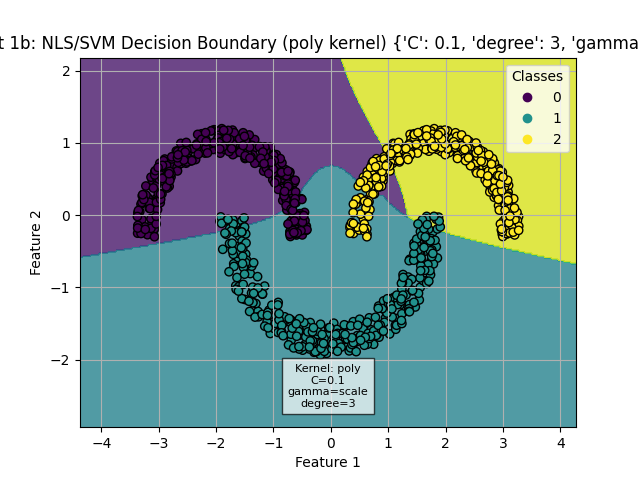 t 1b: NLS/SVM Decision Boundary (poly kernel) {'C': 0.1, 'degree': 3, 'gamma
Classes
0
1
2
2
1
0
−1
−2
Feature 2
Kernel: poly
C=0.1
gamma=scale
degree=3
−4 −3 −2 −1 0 1 2 3 4
Feature 1